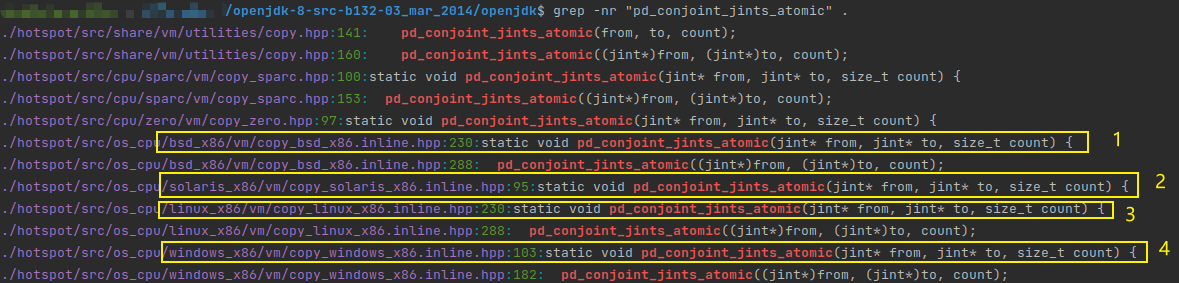 /openjdk-8-src-b132-03_mar_2014/openjdk$ grep -nr "pd_conjoint_jints_atomic" .
./hotspot/src/share/vm/utilities/copy.hpp:141:    pd_conjoint_jints_atomic(from, to, count);
./hotspot/src/share/vm/utilities/copy.hpp:160:    pd_conjoint_jints_atomic((jint*)from, (jint*)to, count);
./hotspot/src/cpu/sparc/vm/copy_sparc.hpp:100:static void pd_conjoint_jints_atomic(jint* from, jint* to, size_t count) {
./hotspot/src/cpu/sparc/vm/copy_sparc.hpp:153:  pd_conjoint_jints_atomic((jint*)from, (jint*)to, count);
./hotspot/src/cpu/zero/vm/copy_zero.hpp:97:static void pd_conjoint_jints_atomic(jint* from, jint* to, size_t count) {
./hotspot/src/os_cpu/bsd_x86/vm/copy_bsd_x86.inline.hpp:230:static void pd_conjoint_jints_atomic(jint* from, jint* to, size_t count) { 1
./hotspot/src/os_cpu/bsd_x86/vm/copy_bsd_x86.inline.hpp:288:  pd_conjoint_jints_atomic((jint*)from, (jint*)to, count);
./hotspot/src/os_cpu/solaris_x86/vm/copy_solaris_x86.inline.hpp:95:static void pd_conjoint_jints_atomic(jint* from, jint* to, size_t count) { 2
./hotspot/src/os_cpu/linux_x86/vm/copy_linux_x86.inline.hpp:230:static void pd_conjoint_jints_atomic(jint* from, jint* to, size_t count) { 3
./hotspot/src/os_cpu/linux_x86/vm/copy_linux_x86.inline.hpp:288:  pd_conjoint_jints_atomic((jint*)from, (jint*)to, count);
./hotspot/src/os_cpu/windows_x86/vm/copy_windows_x86.inline.hpp:103:static void pd_conjoint_jints_atomic(jint* from, jint* to, size_t count) { 4
./hotspot/src/os_cpu/windows_x86/vm/copy_windows_x86.inline.hpp:182:  pd_conjoint_jints_atomic((jint*)from, (jint*)to, count);